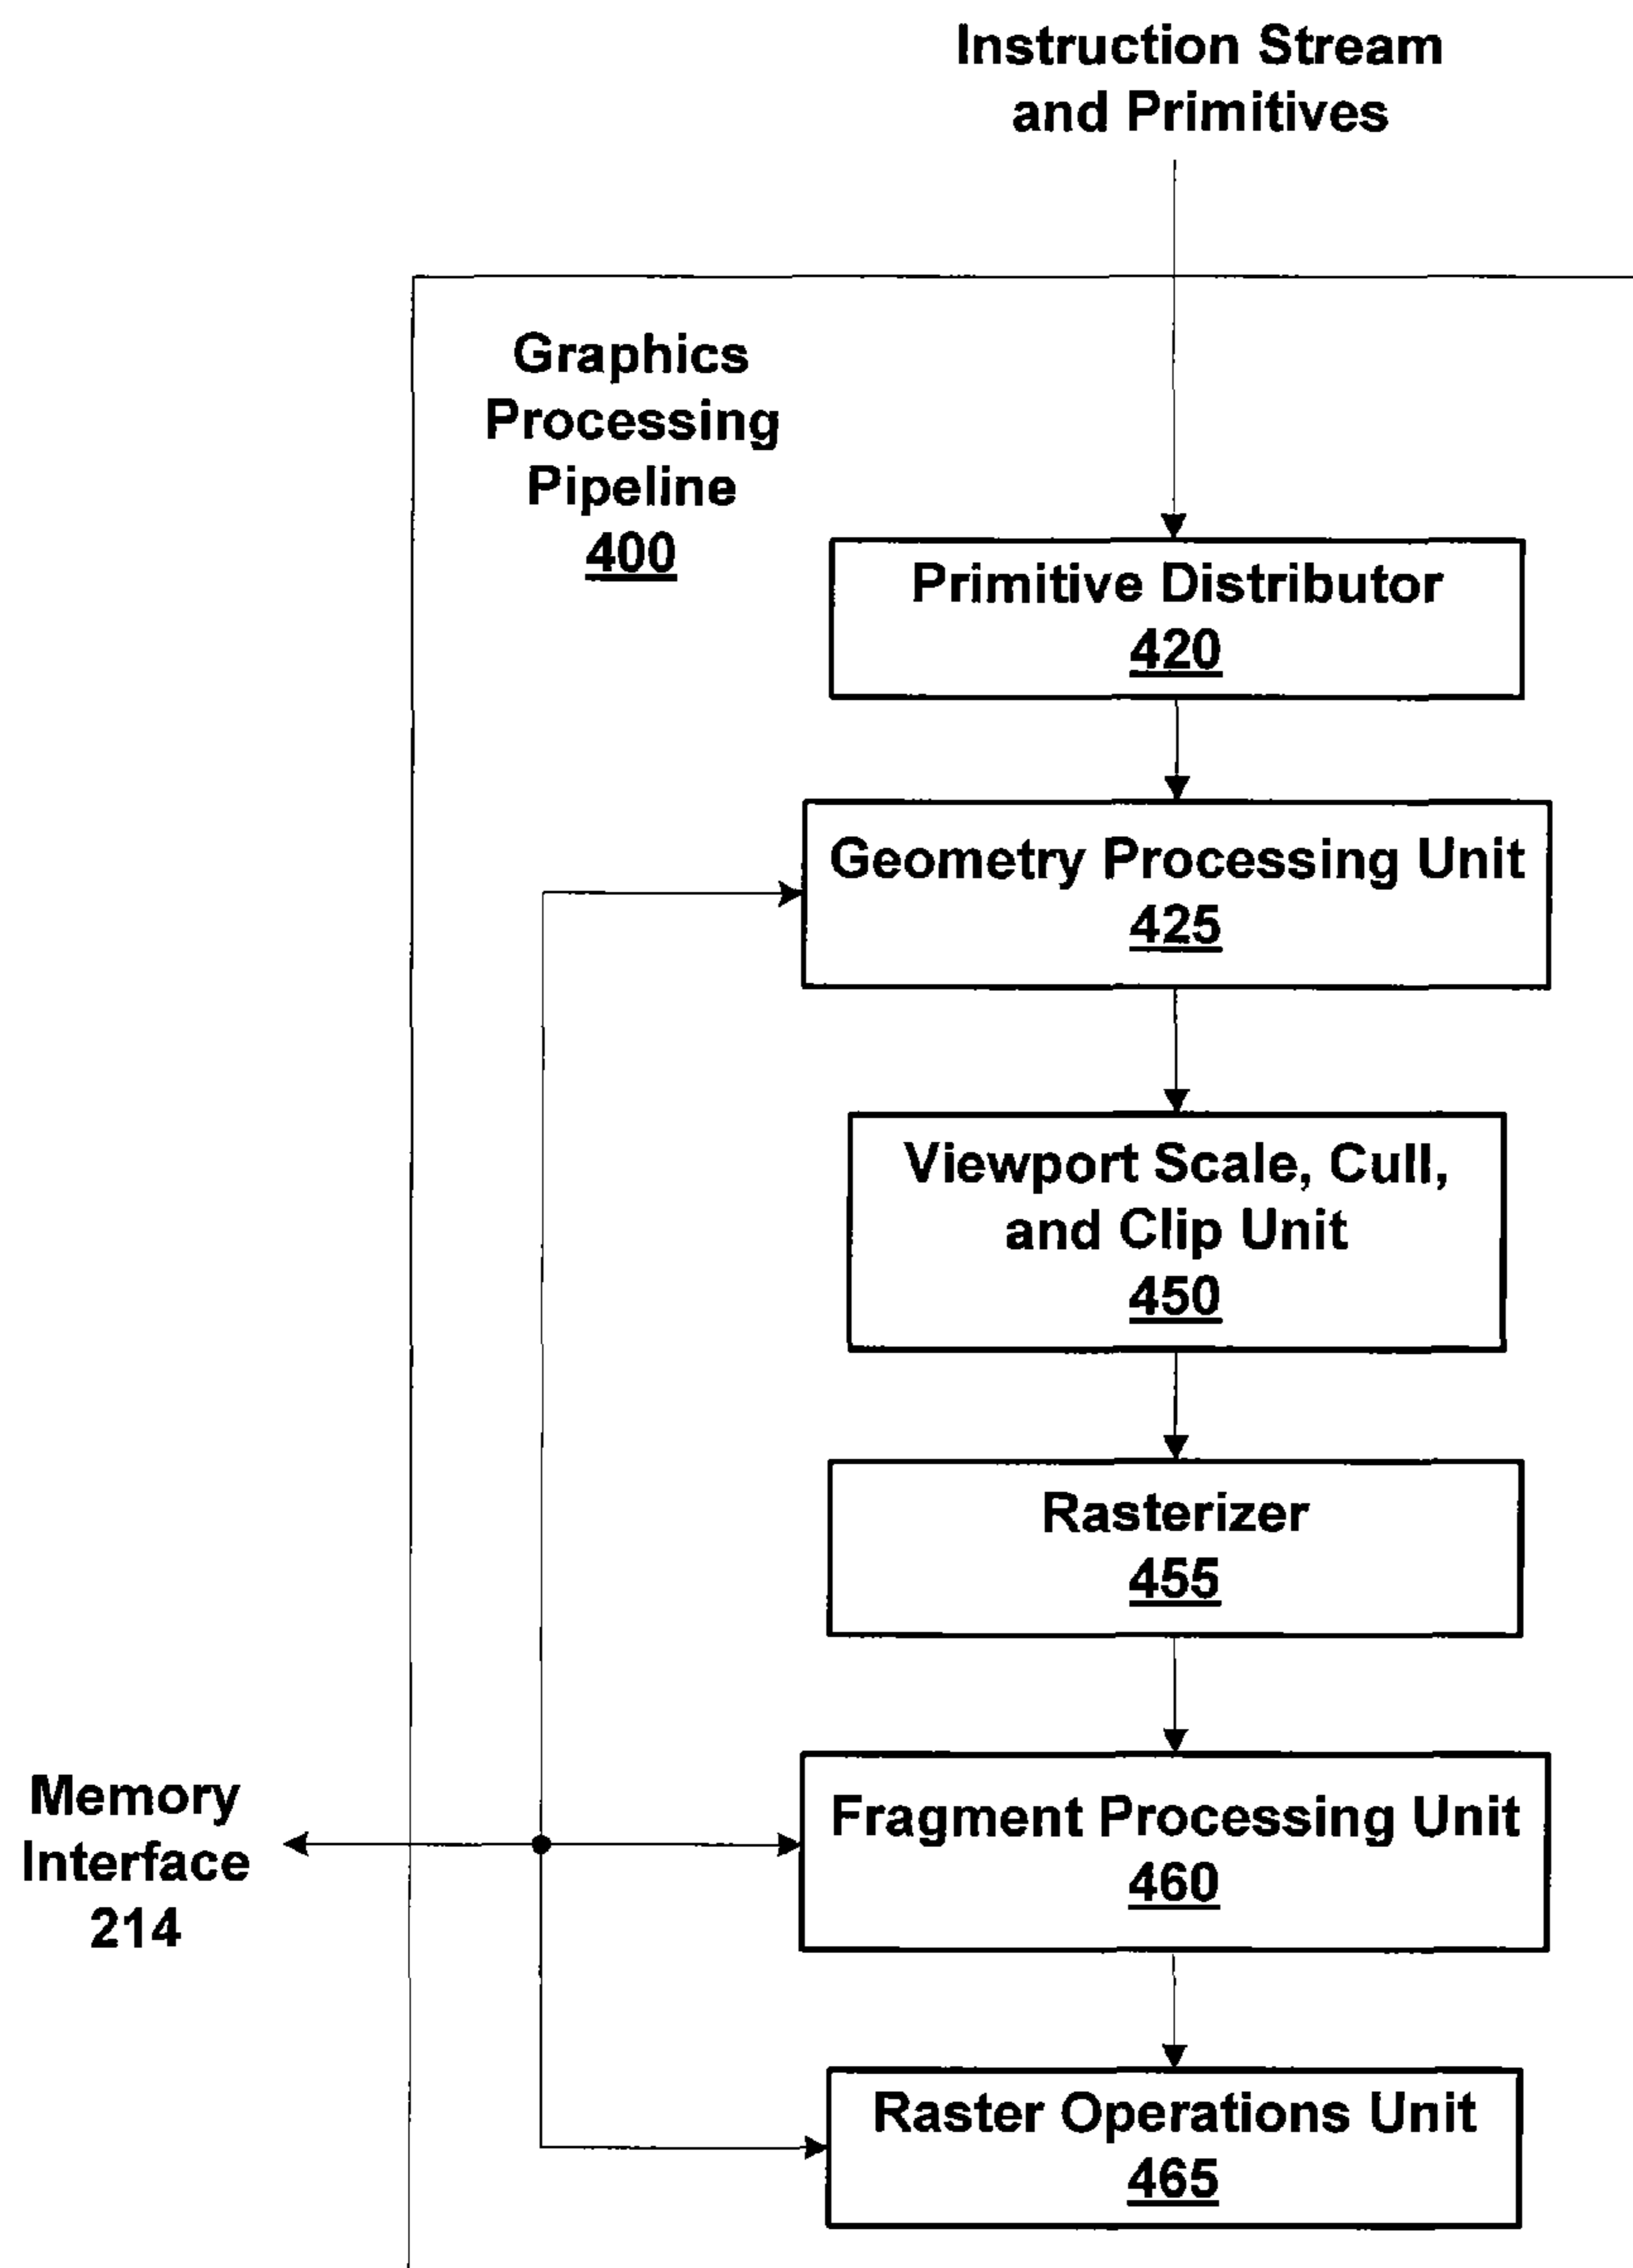 Instruction Stream
and Primitives
Graphics
Processing
Pipeline
400
Primitive Distributor
420
Geometry Processing Unit
425
Viewport Scale, Cull,
and Clip Unit
450
Rasterizer
455
Memory
Interface
214
Fragment Processing Unit
460
Raster Operations Unit
465